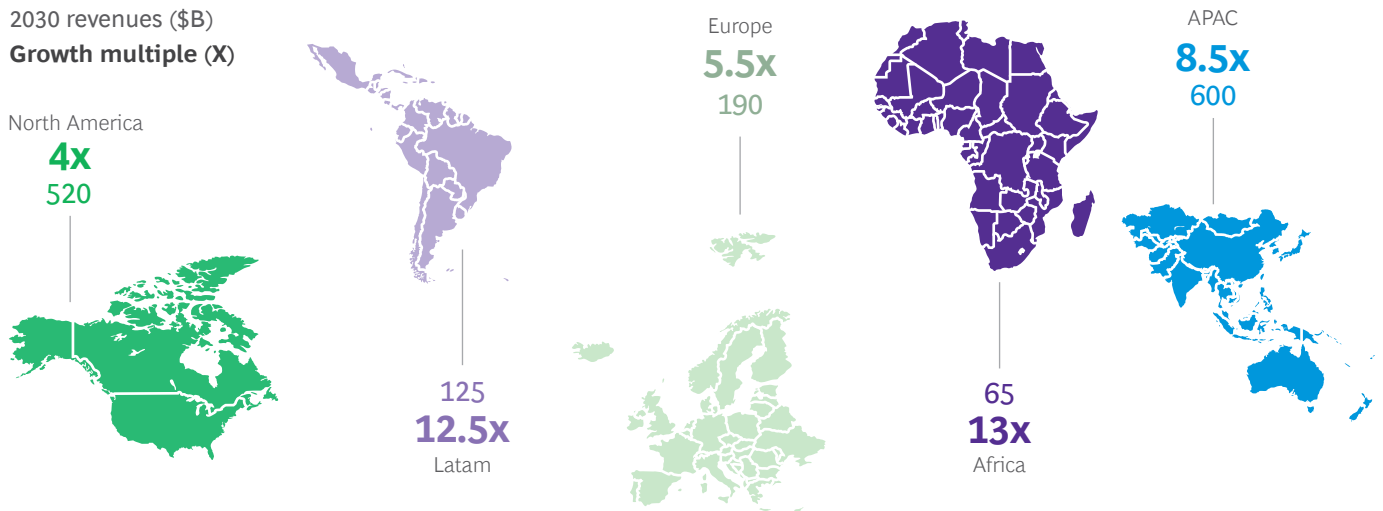 2030 revenues ($B)
Growth multiple (X)
North America
4x
520
125
12.5x
Latam
Europe
5.5x
190
65
13x
Africa
APAC
8.5x
600